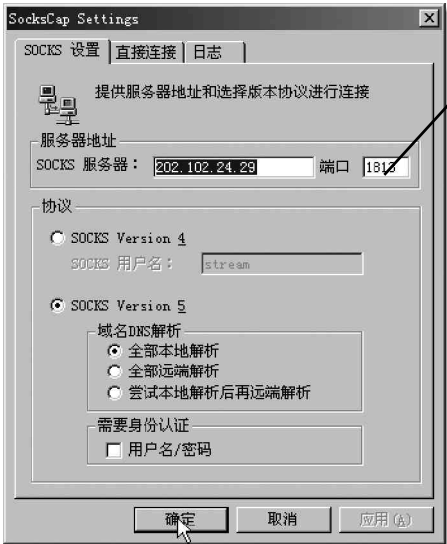 SocksCap Settings
SOCKS 设置 直接连接 日志
提供服务器地址和选择版本协议进行连接
服务器地址
SOCKS 服务器： 202.102.24.29 端口 1813
协议
SOCKS Version 4
SOCKS 用户名： stream
SOCKS Version 5
域名DNS解析
全部本地解析
全部远端解析
尝试本地解析后再远端解析
需要身份认证
用户名/密码
确定 取消 应用(A)